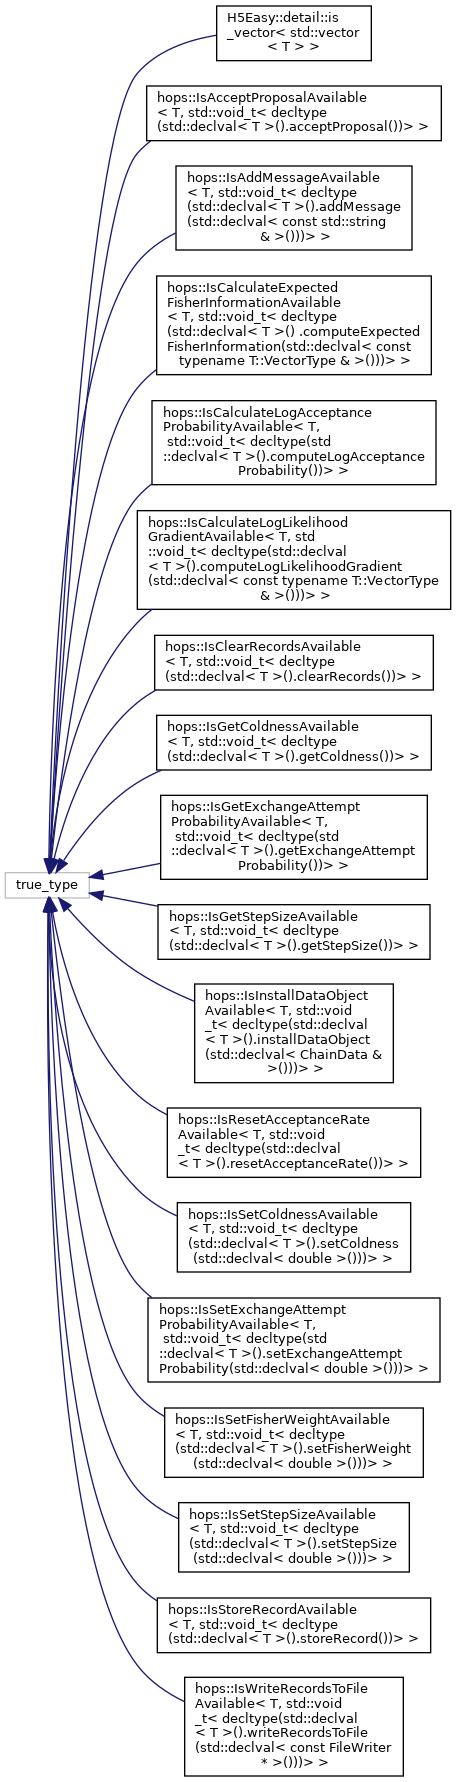 H5Easy::detail::is
_vector< std::vector
< T > >
hops::IsAcceptProposalAvailable
< T, std::void_t< decltype
(std::declval< T >().acceptProposal())> >
hops::IsAddMessageAvailable
< T, std::void_t< decltype
(std::declval< T >().addMessage
(std::declval< const std::string
& >()))> >
hops::IsCalculateExpected
FisherInformationAvailable
< T, std::void_t< decltype
(std::declval< T >() .computeExpected
FisherInformation(std::declval< const
typename T::VectorType & >()))> >
hops::IsCalculateLogAcceptance
ProbabilityAvailable< T,
std::void_t< decltype(std
::declval< T >().computeLogAcceptance
Probability())> >
hops::IsCalculateLogLikelihood
GradientAvailable< T, std
::void_t< decltype(std::declval
< T >().computeLogLikelihoodGradient
(std::declval< const typename T::VectorType
& >()))> >
hops::IsClearRecordsAvailable
< T, std::void_t< decltype
(std::declval< T >().clearRecords())> >
hops::IsGetColdnessAvailable
< T, std::void_t< decltype
(std::declval< T >().getColdness())> >
hops::IsGetExchangeAttempt
ProbabilityAvailable< T,
std::void_t< decltype(std
::declval< T >().getExchangeAttempt
Probability())> >
true_type
hops::IsGetStepSizeAvailable
< T, std::void_t< decltype
(std::declval< T >().getStepSize())> >
hops::IsInstallDataObject
Available< T, std::void
_t< decltype(std::declval
< T >().installDataObject
(std::declval< ChainData &
>()))> >
hops::IsResetAcceptanceRate
Available< T, std::void
_t< decltype(std::declval
< T >().resetAcceptanceRate())> >
hops::IsSetColdnessAvailable
< T, std::void_t< decltype
(std::declval< T >().setColdness
(std::declval< double >()))> >
hops::IsSetExchangeAttempt
ProbabilityAvailable< T,
std::void_t< decltype(std
::declval< T >().setExchangeAttempt
Probability(std::declval< double >()))> >
hops::IsSetFisherWeightAvailable
< T, std::void_t< decltype
(std::declval< T >().setFisherWeight
(std::declval< double >()))> >
hops::IsSetStepSizeAvailable
< T, std::void_t< decltype
(std::declval< T >().setStepSize
(std::declval< double >()))> >
hops::IsStoreRecordAvailable
< T, std::void_t< decltype
(std::declval< T >().storeRecord())> >
hops::IsWriteRecordsToFile
Available< T, std::void
_t< decltype(std::declval
< T >().writeRecordsToFile
(std::declval< const FileWriter
* >()))> >